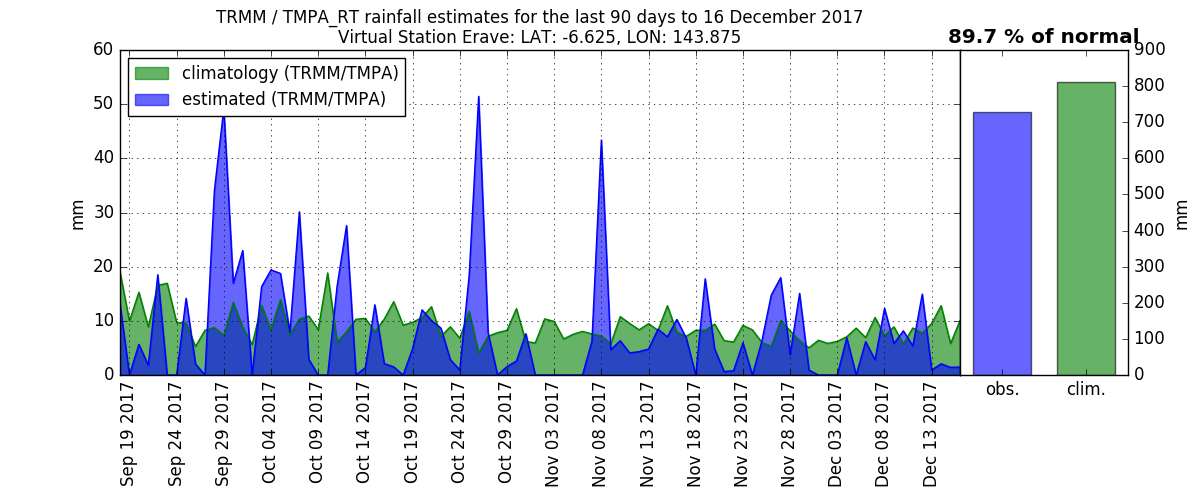 TRMM / TMPA_RT rainfall estimates for the last 90 days to 16 December 2017
Virtual Station Erave: LAT: -6.625, LON: 143.875
89.7 % of normal
climatology (TRMM/TMPA)
estimated (TRMM/TMPA)
60
50
40
30
20
10
0
mm
Sep 19 2017
Sep 24 2017
Sep 29 2017
Oct 04 2017
Oct 09 2017
Oct 14 2017
Oct 19 2017
Oct 24 2017
Oct 29 2017
Nov 03 2017
Nov 08 2017
Nov 13 2017
Nov 18 2017
Nov 23 2017
Nov 28 2017
Dec 03 2017
Dec 08 2017
Dec 13 2017
900
800
700
600
500
400
300
200
100
0
mm
obs.
clim.